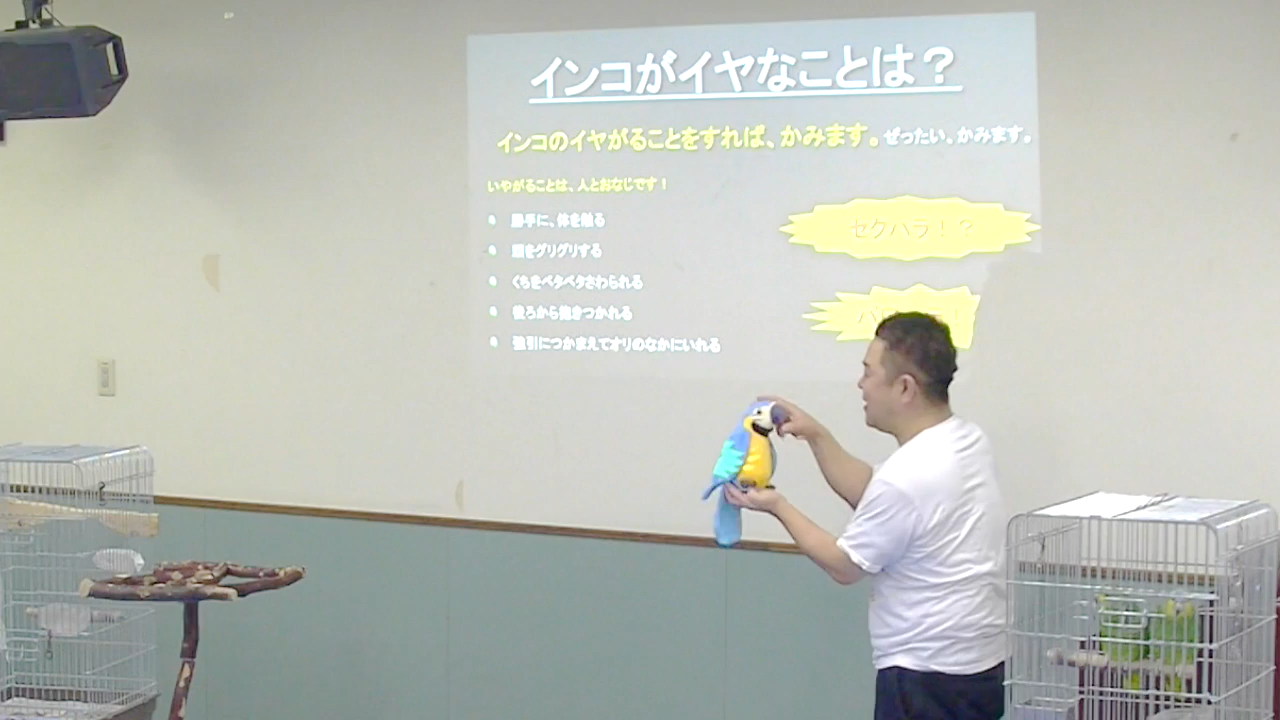 インコがイヤなことは？
インコのイヤがることをすれば、かみます。ぜったい、かみます。
いやがることは、人とおなじです！
勝手に、体を触る
セクハラ！？
頭をグリグリする
くちをベタベタさわられる
後ろから抱きつかれる
強引につかまえてオリのなかにいれる